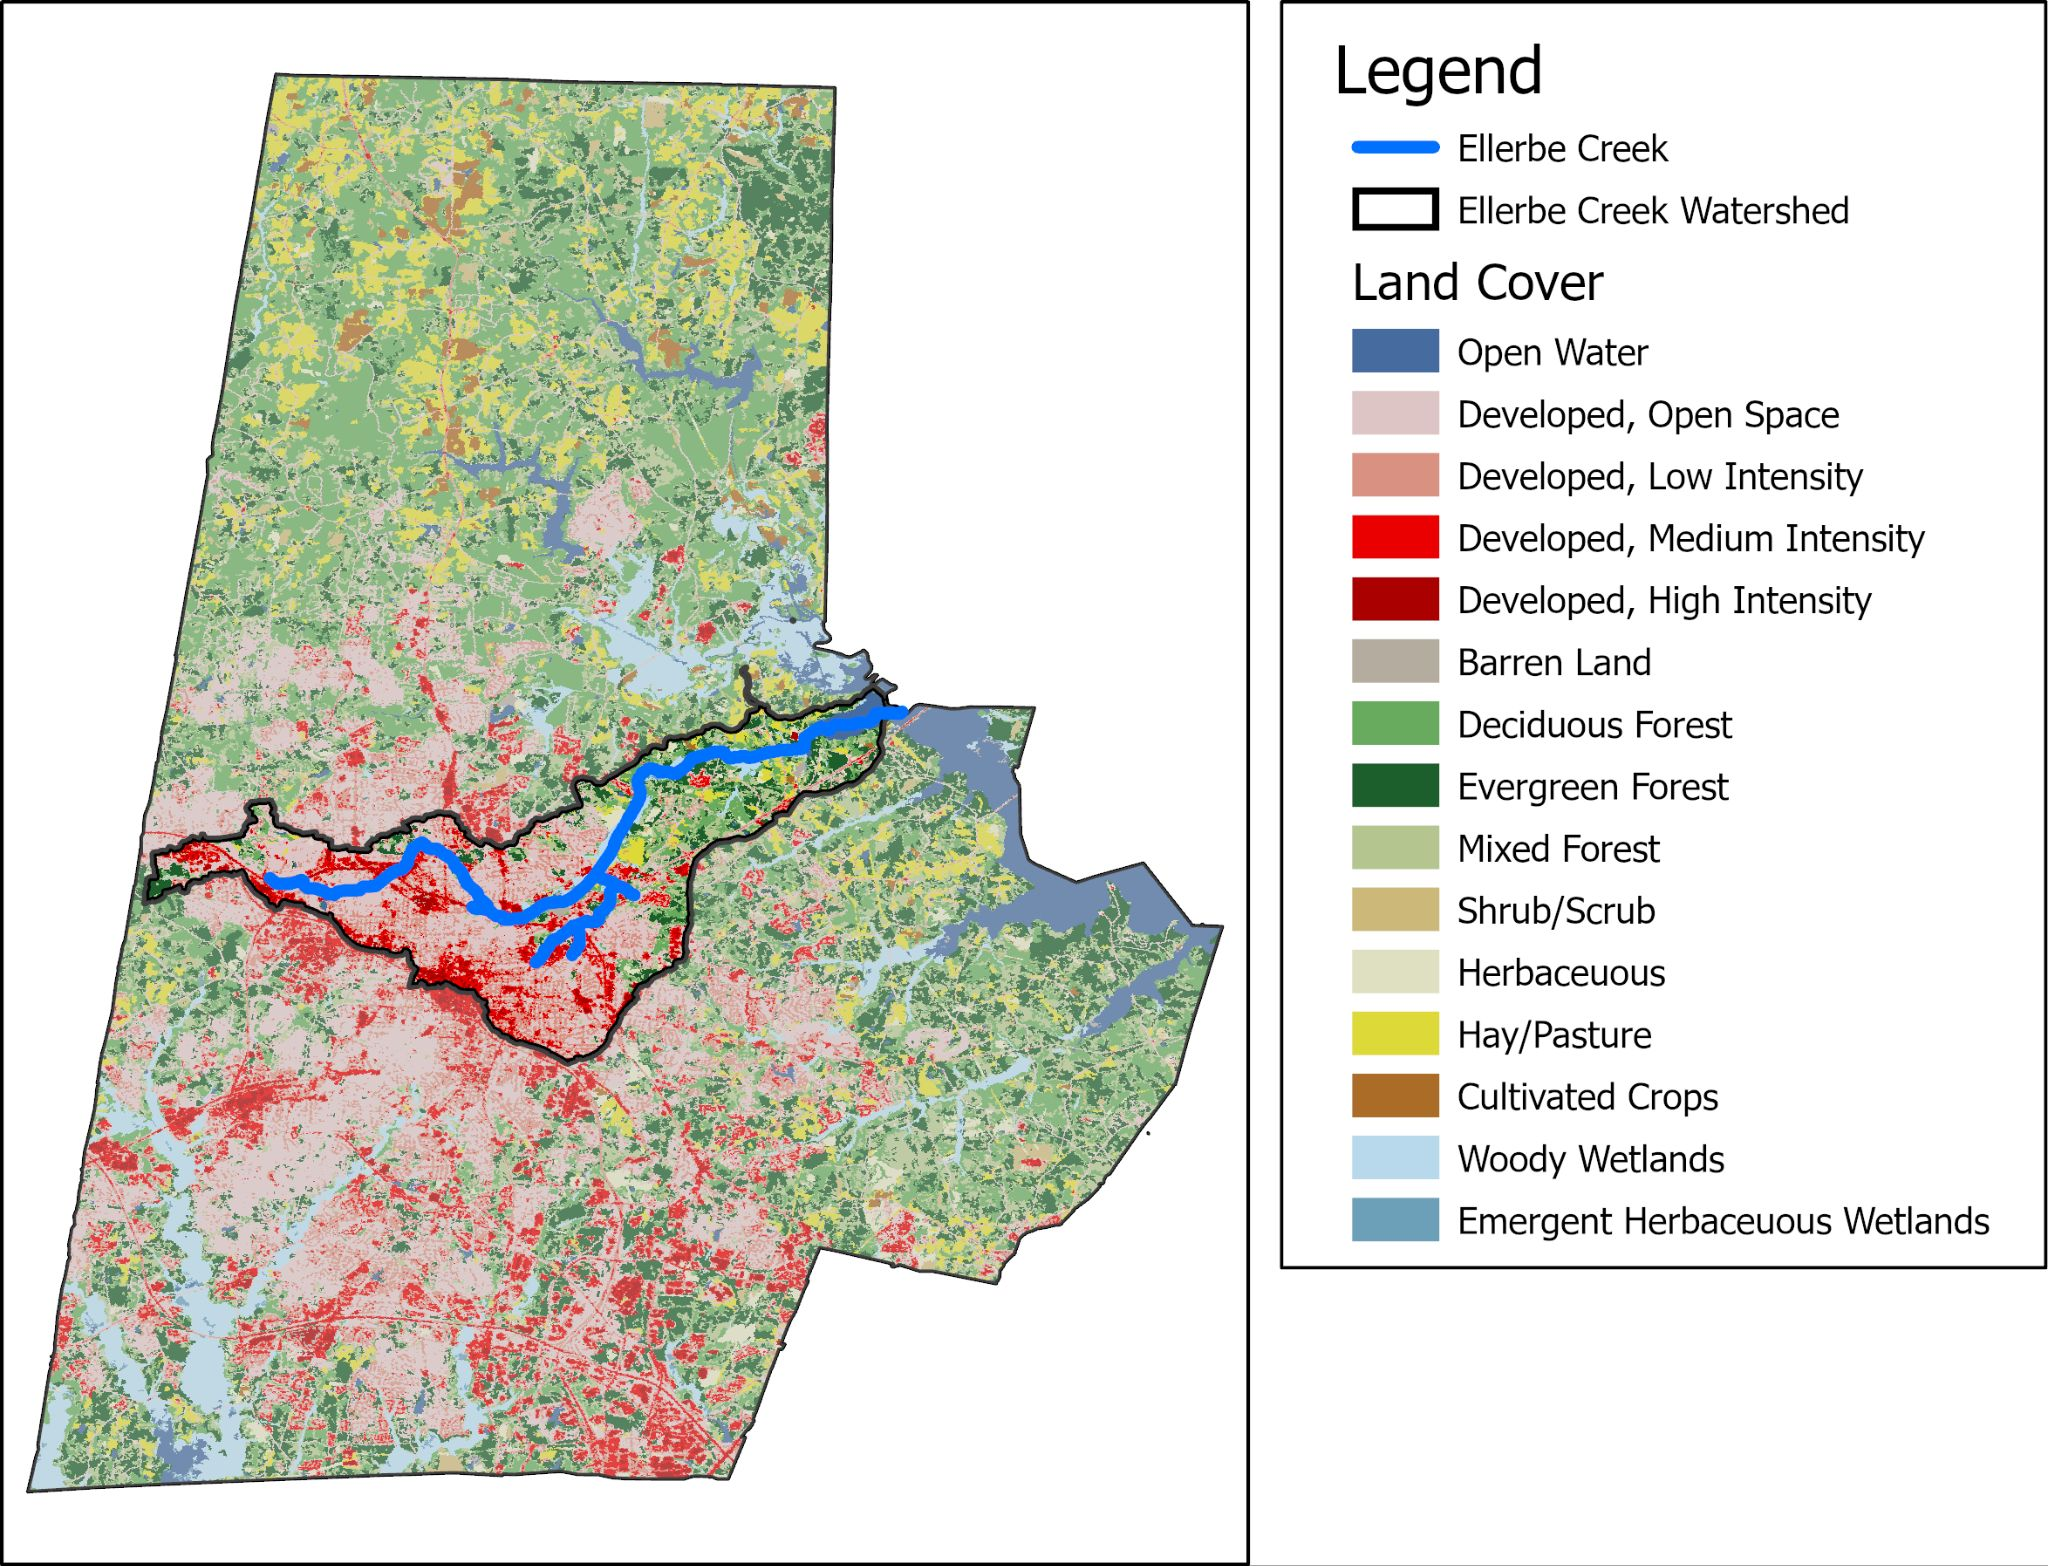 Legend
Ellerbe Creek
Ellerbe Creek Watershed
Land Cover
Open Water
Developed, Open Space
Developed, Low Intensity
Developed, Medium Intensity
Developed, High Intensity
Barren Land
Deciduous Forest
Evergreen Forest
Mixed Forest
Shrub/Scrub
Herbaceuous
Hay/Pasture
Cultivated Crops
Woody Wetlands
Emergent Herbaceuous Wetlands